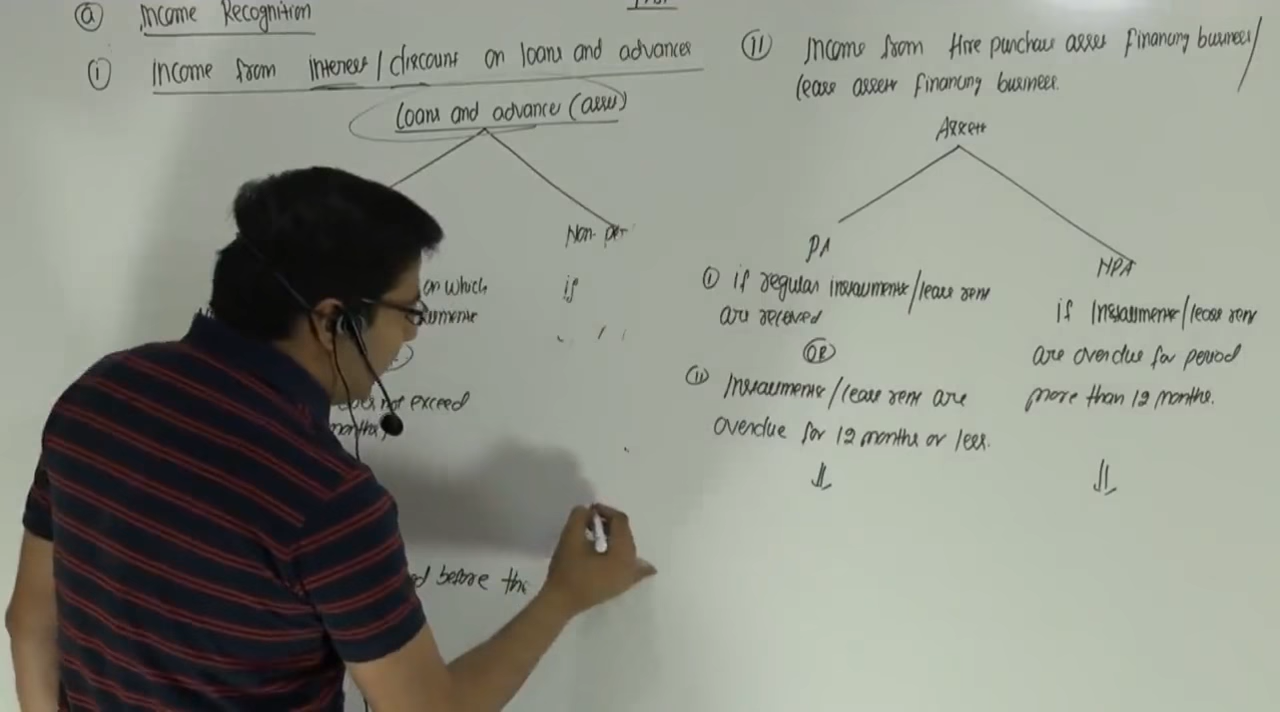 ⓐ Income Recognition
ⓘ Income from interest/discount on loans and advances
Loans and advance (asset)
Non-per
on which
if
does not exceed
months)
before the
ⓘⓘ Income from Hire purchase asset Financing business/
lease asset financing business.
Assets
PA
NPA
ⓘ if regular instalments/lease rent
are received
OR
ⓘⓘ Instalments/lease rent are
overdue for 12 months or less.
if Instalments/lease rent
are overdue for period
more than 12 months.